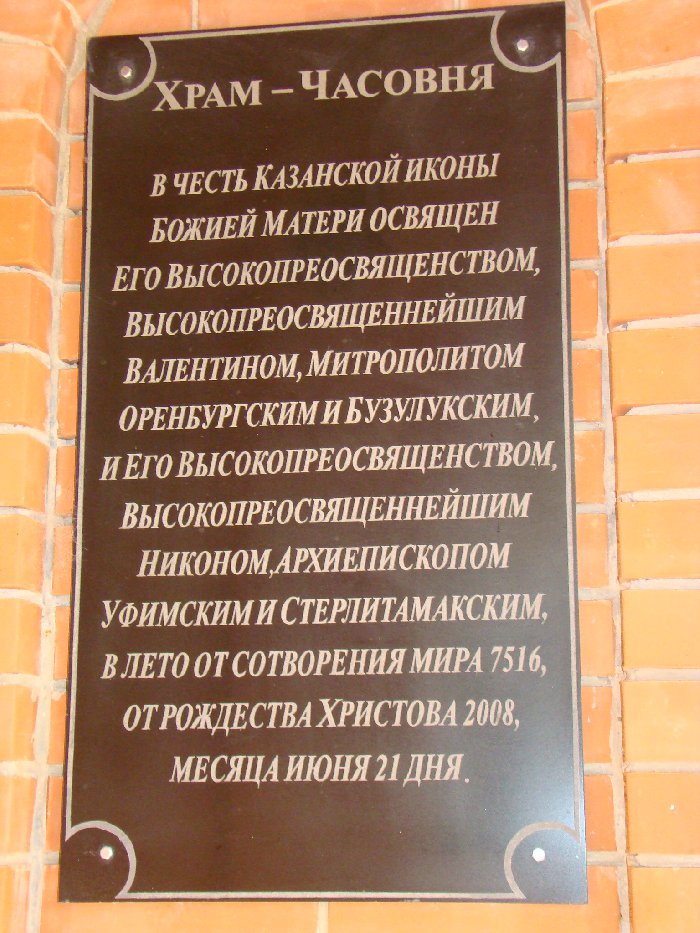 Храм – Часовня
в честь Казанской иконы
Божией Матери освящен
Его Высокопреосвященством,
Высокопреосвященнейшим
Валентином, Митрополитом
Оренбургским и Бузулукским,
и Его Высокопреосвященством,
Высокопреосвященнейшим
Никоном, Архиепископом
Уфимским и Стерлитамакским,
в лето от сотворения мира 7516,
от рождества Христова 2008,
месяца июня 21 дня.